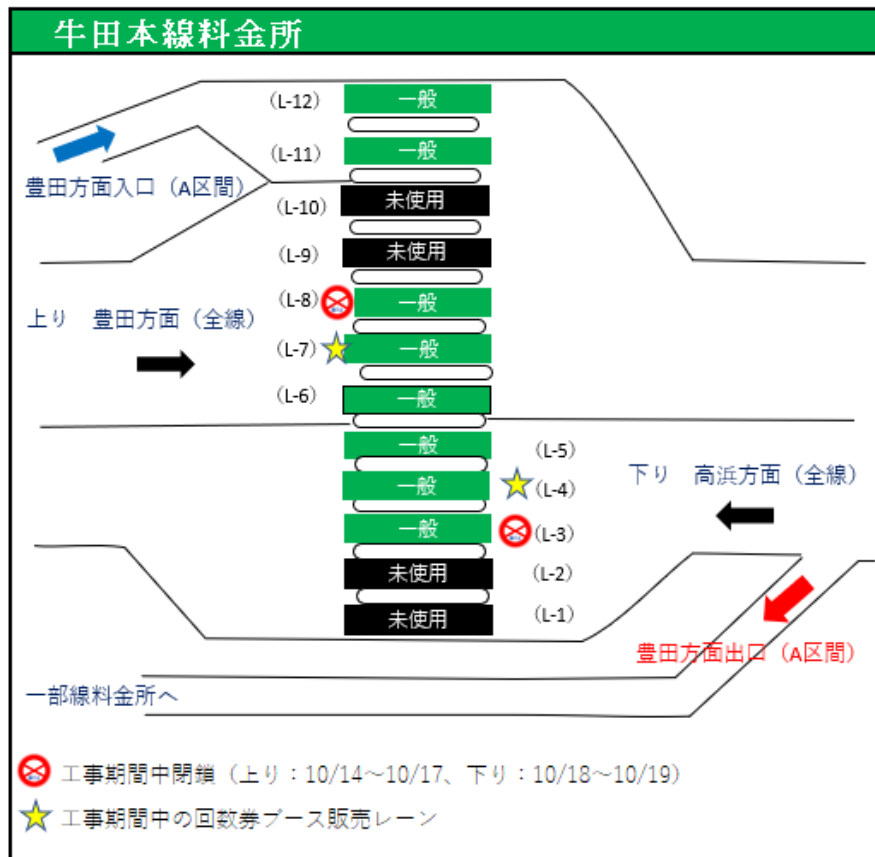 牛田本線料金所
(L-12) 一般
(L-11) 一般
豊田方面入口（A区間）
(L-10) 未使用
(L-9) 未使用
(L-8) 一般
上り 豊田方面（全線）
(L-7) 一般
(L-6) 一般
一般 (L-5)
下り 高浜方面（全線）
一般 (L-4)
一般 (L-3)
未使用 (L-2)
未使用 (L-1)
豊田方面出口（A区間）
一部線料金所へ
工事期間中閉鎖（上り：10/14～10/17、下り：10/18～10/19）
工事期間中の回数券ブース販売レーン